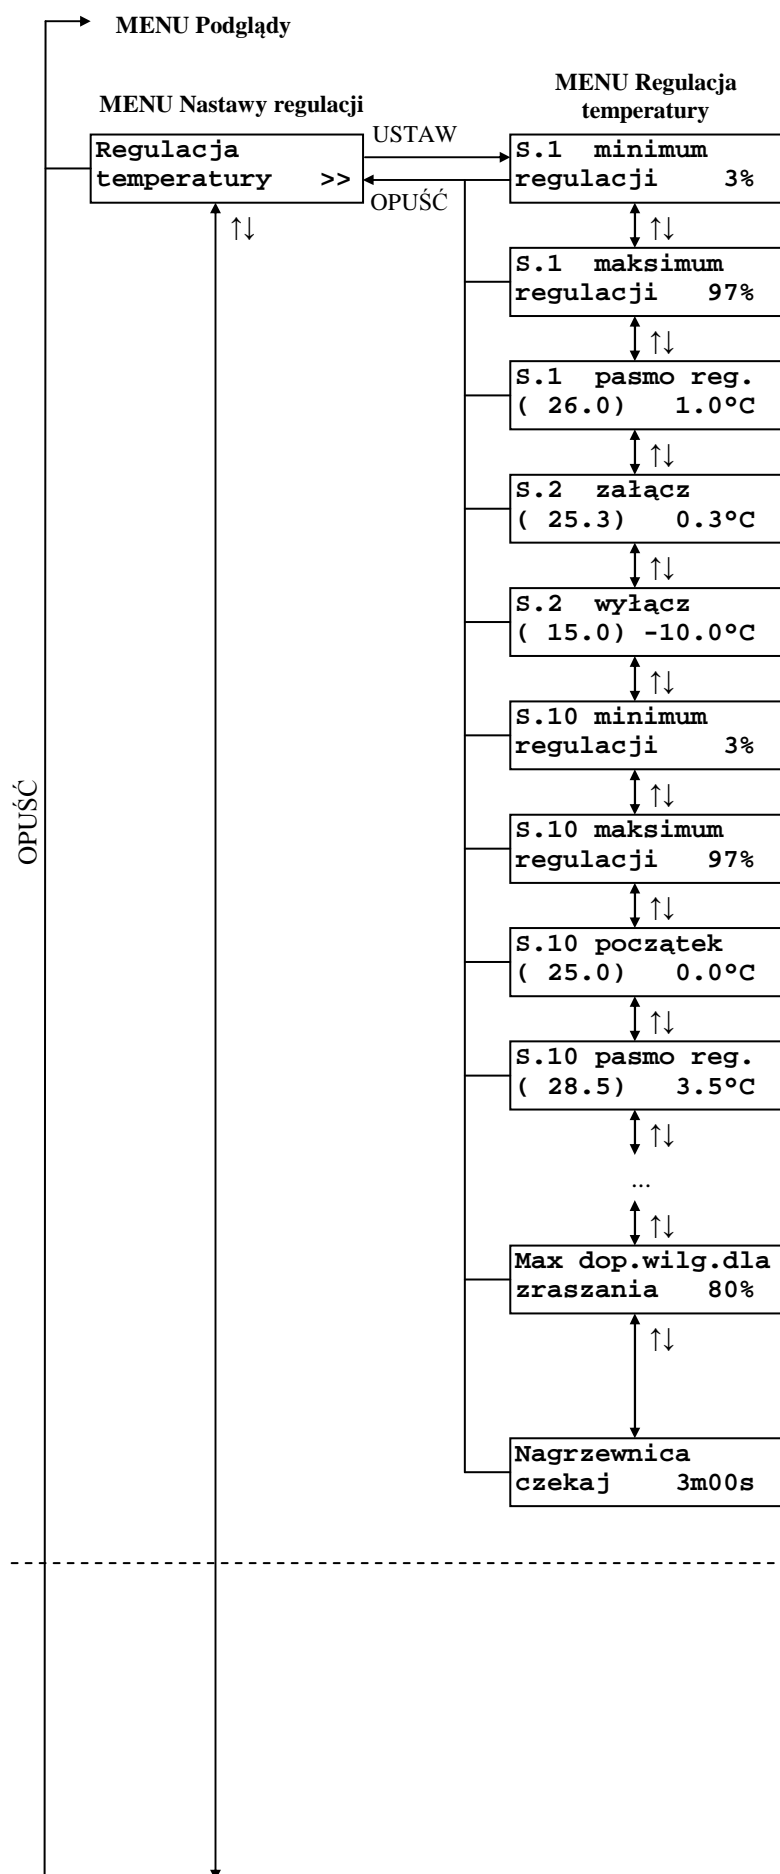 MENU Podglądy
MENU Nastawy regulacji
MENU Regulacja
temperatury
Regulacja
temperatury >>
USTAW
OPUŚĆ
↑↓
S.1 minimum
regulacji 3%
↑↓
S.1 maksimum
regulacji 97%
↑↓
S.1 pasmo reg.
( 26.0) 1.0°C
↑↓
S.2 załącz
( 25.3) 0.3°C
↑↓
S.2 wyłącz
( 15.0) -10.0°C
↑↓
S.10 minimum
regulacji 3%
↑↓
S.10 maksimum
regulacji 97%
↑↓
S.10 początek
( 25.0) 0.0°C
↑↓
S.10 pasmo reg.
( 28.5) 3.5°C
↑↓
...
↑↓
Max dop.wilg.dla
zraszania 80%
↑↓
Nagrzewnica
czekaj 3m00s
OPUŚĆ